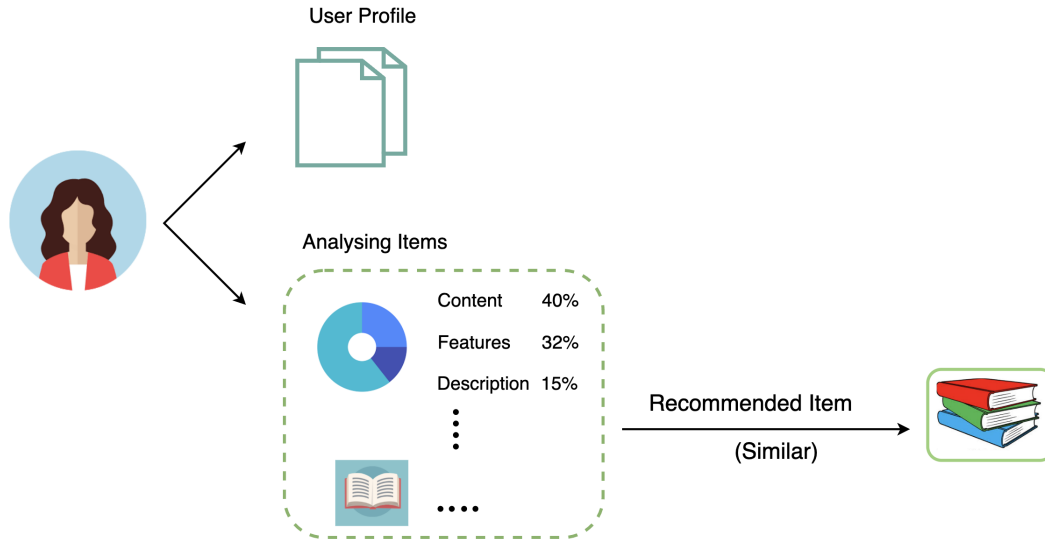 User Profile
Analysing Items
Content 40%
Features 32%
Description 15%
Recommended Item
(Similar)